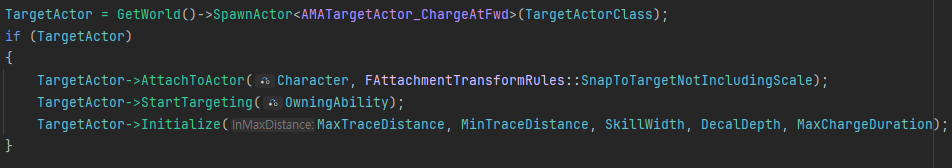 TargetActor = GetWorld()->SpawnActor<AMATargetActor_ChargeAtFwd>(TargetActorClass);
if (TargetActor)
{
    TargetActor->AttachToActor(Character, FAttachmentTransformRules::SnapToTargetNotIncludingScale);
    TargetActor->StartTargeting(OwningAbility);
    TargetActor->Initialize(InMaxDistance: MaxTraceDistance, MinTraceDistance, SkillWidth, DecalDepth, MaxChargeDuration);
}